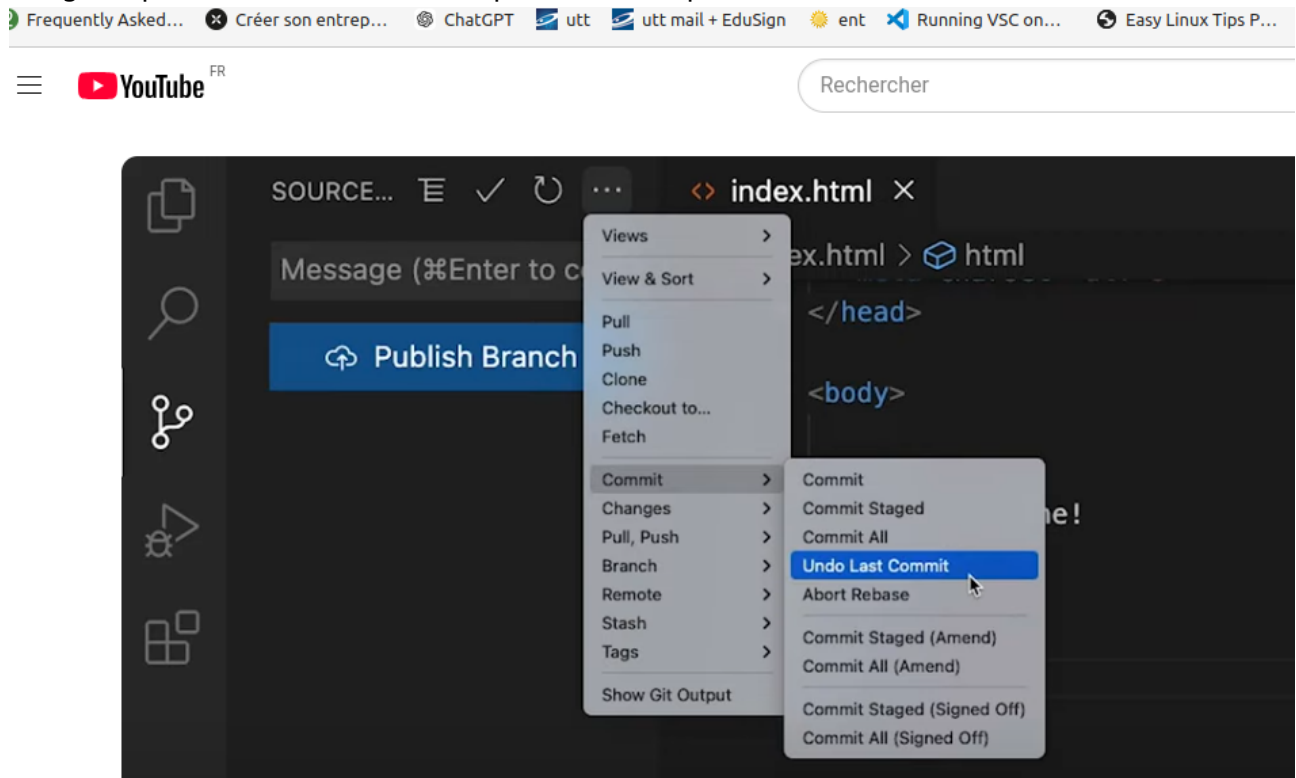 Frequently Asked... Créer son entrep... ChatGPT utt utt mail + EduSign ent Running VSC on... Easy Linux Tips P...
YouTube FR
Rechercher
SOURCE...
index.html
Message (⌘Enter to c
ex.html > html
</head>
Publish Branch
<body>
e!
Views
View & Sort
Pull
Push
Clone
Checkout to...
Fetch
Commit
Changes
Pull, Push
Branch
Remote
Stash
Tags
Show Git Output
Commit
Commit Staged
Commit All
Undo Last Commit
Abort Rebase
Commit Staged (Amend)
Commit All (Amend)
Commit Staged (Signed Off)
Commit All (Signed Off)